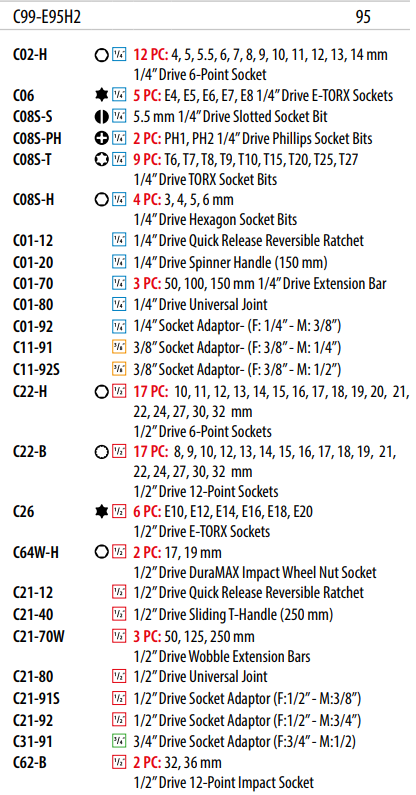 C99-E95H2 95
C02-H 1/4" 12 PC: 4, 5, 5.5, 6, 7, 8, 9, 10, 11, 12, 13, 14 mm
1/4” Drive 6-Point Socket
C06 1/4" 5 PC: E4, E5, E6, E7, E8 1/4” Drive E-TORX Sockets
C08S-S 1/4" 5.5 mm 1/4” Drive Slotted Socket Bit
C08S-PH 1/4" 2 PC: PH1, PH2 1/4” Drive Phillips Socket Bits
C08S-T 1/4" 9 PC: T6, T7, T8, T9, T10, T15, T20, T25, T27
1/4” Drive TORX Socket Bits
C08S-H 1/4" 4 PC: 3, 4, 5, 6 mm
1/4” Drive Hexagon Socket Bits
C01-12 1/4" 1/4” Drive Quick Release Reversible Ratchet
C01-20 1/4" 1/4” Drive Spinner Handle (150 mm)
C01-70 1/4" 3 PC: 50, 100, 150 mm 1/4” Drive Extension Bar
C01-80 1/4" 1/4” Drive Universal Joint
C01-92 1/4" 1/4” Socket Adaptor- (F: 1/4” - M: 3/8”)
C11-91 3/8" 3/8” Socket Adaptor- (F: 3/8” - M: 1/4”)
C11-92S 3/8" 3/8” Socket Adaptor- (F: 3/8” - M: 1/2”)
C22-H 1/2" 17 PC: 10, 11, 12, 13, 14, 15, 16, 17, 18, 19, 20, 21,
22, 24, 27, 30, 32 mm
1/2” Drive 6-Point Sockets
C22-B 1/2" 17 PC: 8, 9, 10, 12, 13, 14, 15, 16, 17, 18, 19, 21,
22, 24, 27, 30, 32 mm
1/2” Drive 12-Point Sockets
C26 1/2" 6 PC: E10, E12, E14, E16, E18, E20
1/2” Drive E-TORX Sockets
C64W-H 1/2" 2 PC: 17, 19 mm
1/2” Drive DuraMAX Impact Wheel Nut Socket
C21-12 1/2" 1/2” Drive Quick Release Reversible Ratchet
C21-40 1/2" 1/2” Drive Sliding T-Handle (250 mm)
C21-70W 1/2" 3 PC: 50, 125, 250 mm
1/2” Drive Wobble Extension Bars
C21-80 1/2" 1/2” Drive Universal Joint
C21-91S 1/2" 1/2” Drive Socket Adaptor (F:1/2” - M:3/8”)
C21-92 1/2" 1/2” Drive Socket Adaptor (F:1/2” - M:3/4”)
C31-91 3/4" 3/4” Drive Socket Adaptor (F:3/4” - M:1/2)
C62-B 1/2" 2 PC: 32, 36 mm
1/2” Drive 12-Point Impact Socket